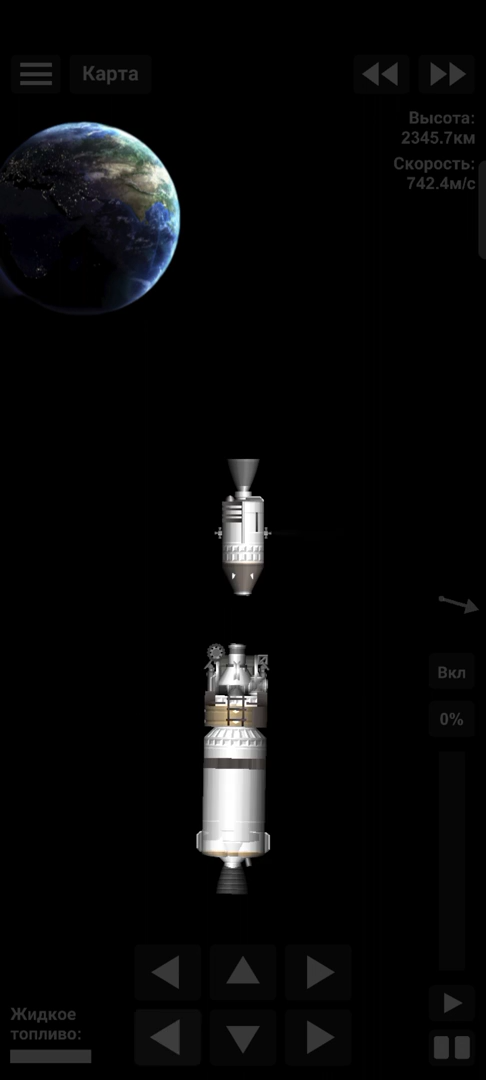 Карта
Высота:
2345.7км
Скорость:
742.4м/с
Вкл
0%
Жидкое
топливо: